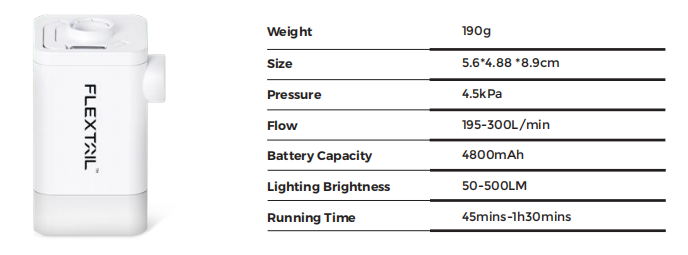 FLEXTAIL™
Weight 190g
Size 5.6*4.88 *8.9cm
Pressure 4.5kPa
Flow 195-300L/min
Battery Capacity 4800mAh
Lighting Brightness 50-500LM
Running Time 45mins-1h30mins